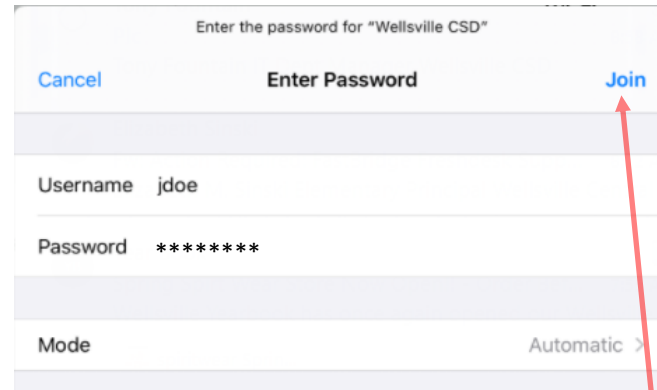 Enter the password for “Wellsville CSD”
Cancel Enter Password Join
Username jdoe
Password ********
Mode Automatic >